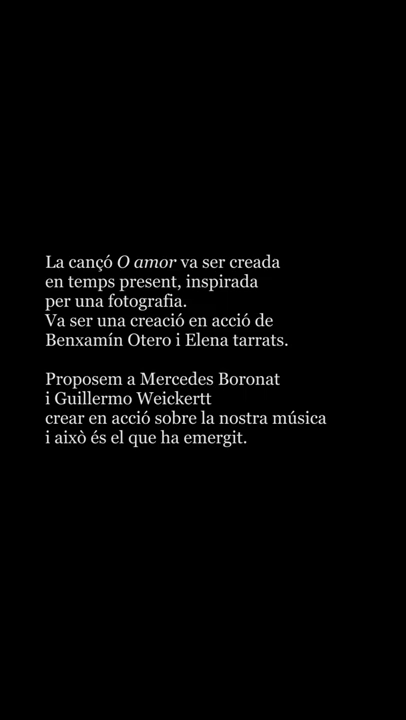 La cançó O amor va ser creada
en temps present, inspirada
per una fotografia.
Va ser una creació en acció de
Benxamín Otero i Elena tarrats.
Proposem a Mercedes Boronat
i Guillermo Weickertt
crear en acció sobre la nostra música
i això és el que ha emergit.